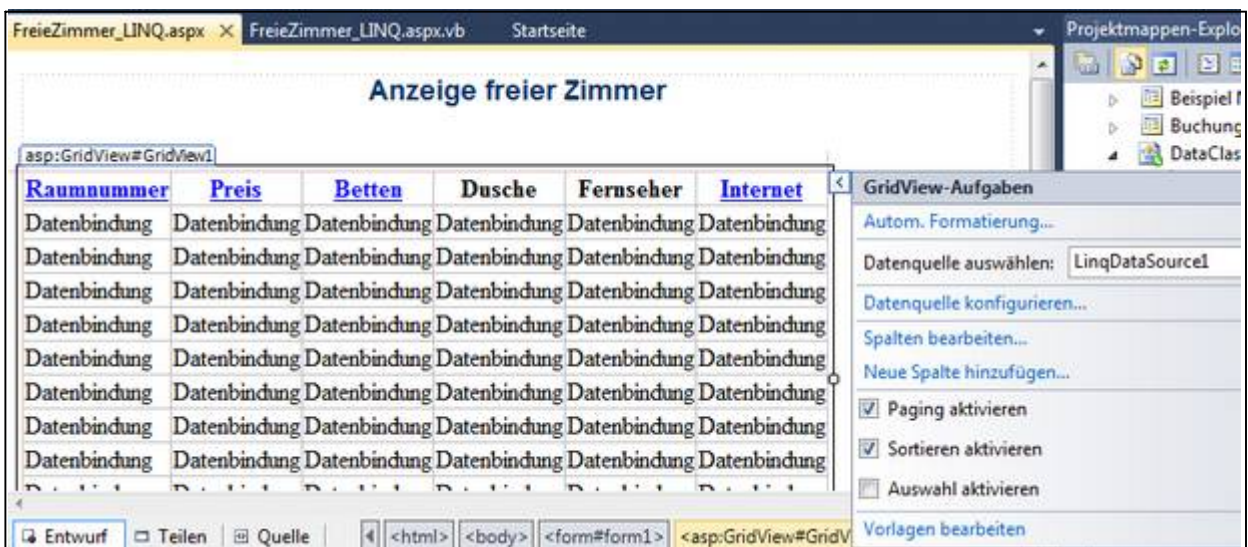 FreieZimmer_LINQ.aspx × FreieZimmer_LINQ.aspx.vb Startseite
Projektmappen-Explo
Anzeige freier Zimmer
Beispiel
Buchung
DataClas
asp:GridView#GridView1
Raumnummer Preis Betten Dusche Fernseher Internet
Datenbindung Datenbindung Datenbindung Datenbindung Datenbindung Datenbindung
Datenbindung Datenbindung Datenbindung Datenbindung Datenbindung Datenbindung
Datenbindung Datenbindung Datenbindung Datenbindung Datenbindung Datenbindung
Datenbindung Datenbindung Datenbindung Datenbindung Datenbindung Datenbindung
Datenbindung Datenbindung Datenbindung Datenbindung Datenbindung Datenbindung
Datenbindung Datenbindung Datenbindung Datenbindung Datenbindung Datenbindung
Datenbindung Datenbindung Datenbindung Datenbindung Datenbindung Datenbindung
Datenbindung Datenbindung Datenbindung Datenbindung Datenbindung Datenbindung
GridView-Aufgaben
Autom. Formatierung...
Datenquelle auswählen: LinqDataSource1
Datenquelle konfigurieren...
Spalten bearbeiten...
Neue Spalte hinzufügen...
Paging aktivieren
Sortieren aktivieren
Auswahl aktivieren
Vorlagen bearbeiten
Entwurf Teilen Quelle <html> <body> <form#form1> <asp:GridView#GridV